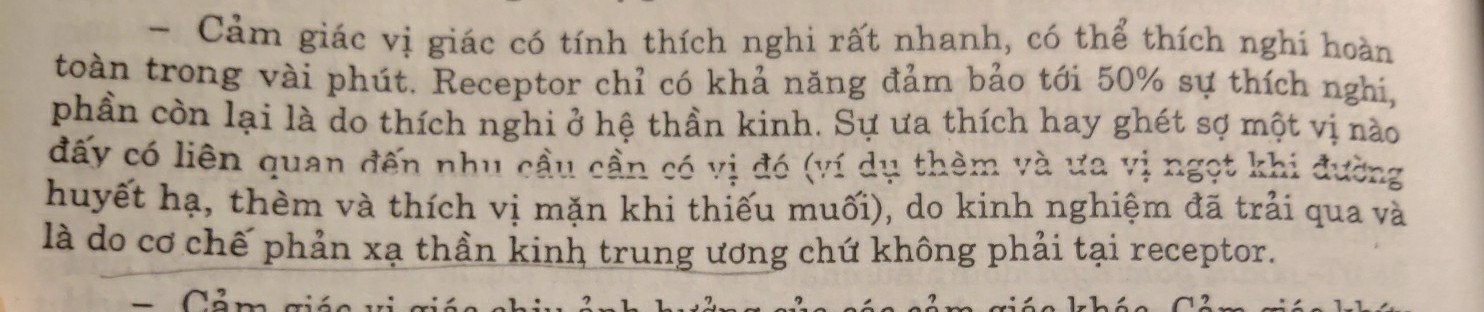 – Cảm giác vị giác có tính thích nghi rất nhanh, có thể thích nghi hoàn
toàn trong vài phút. Receptor chỉ có khả năng đảm bảo tới 50% sự thích nghi,
phần còn lại là do thích nghi ở hệ thần kinh. Sự ưa thích hay ghét sợ một vị nào
đấy có liên quan đến nhu cầu cần có vị đó (ví dụ thèm và ưa vị ngọt khi đường
huyết hạ, thèm và thích vị mặn khi thiếu muối), do kinh nghiệm đã trải qua và
là do cơ chế phản xạ thần kinh trung ương chứ không phải tại receptor.
– Cảm giác vị giác chịu ảnh hưởng của các cảm giác khác. Cảm giác